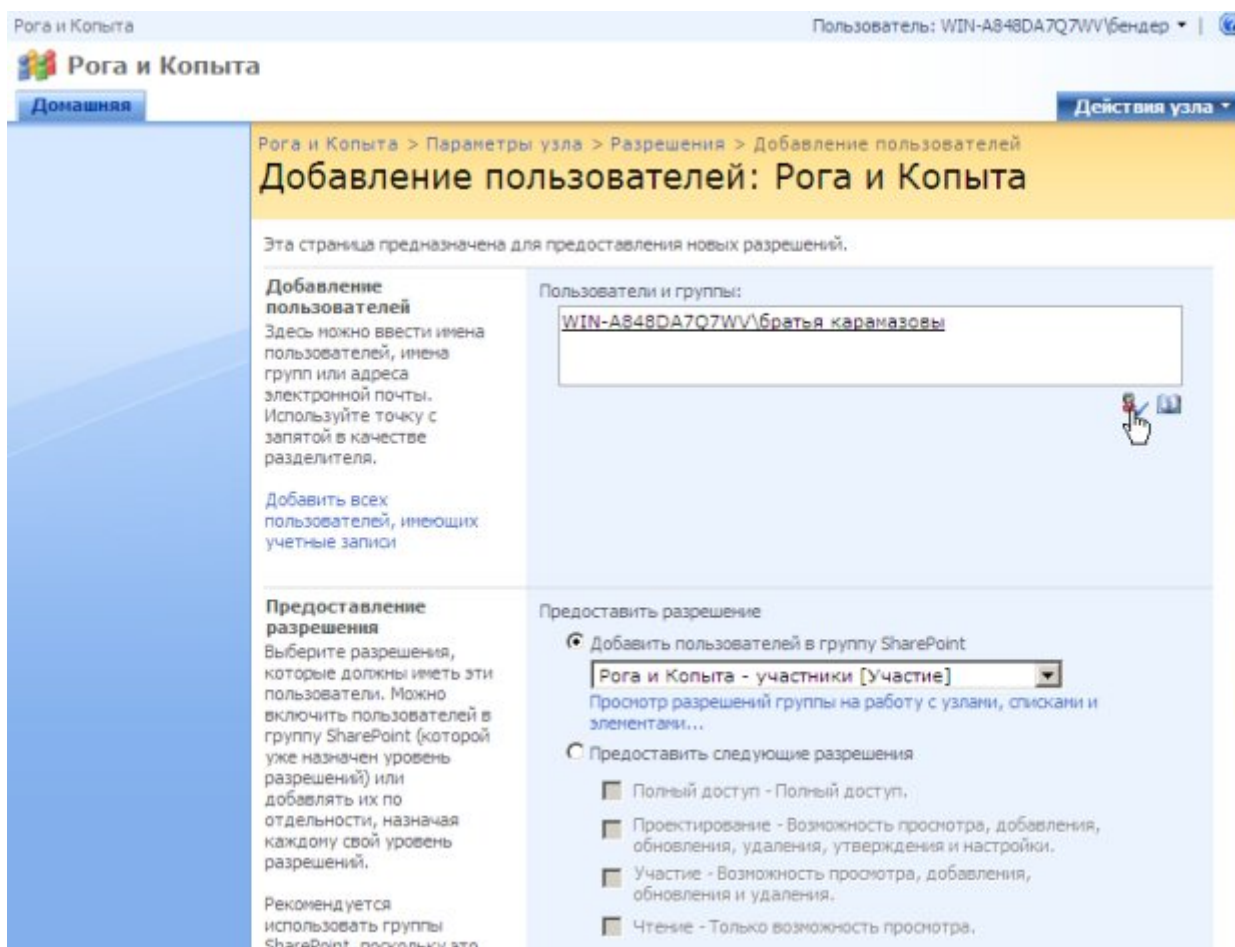 Рога и Копыта
Пользователь: WIN-A848DA7Q7WV\бендер
Рога и Копыта
Домашняя
Действия узла
Рога и Копыта > Параметры узла > Разрешения > Добавление пользователей
Добавление пользователей: Рога и Копыта
Эта страница предназначена для предоставления новых разрешений.
Добавление
пользователей
Здесь можно ввести имена
пользователей, имена
групп или адреса
электронной почты.
Используйте точку с
запятой в качестве
разделителя.
Добавить всех
пользователей, имеющих
учетные записи
Пользователи и группы:
WIN-A848DA7Q7WV\братья карамазовы
Предоставление
разрешения
Выберите разрешения,
которые должны иметь эти
пользователи. Можно
включить пользователей в
группу SharePoint (которой
уже назначен уровень
разрешений) или
добавлять их по
отдельности, назначая
каждому свой уровень
разрешений.
Рекомендуется
использовать группы
SharePoint, поскольку это
Предоставить разрешение
Добавить пользователей в группу SharePoint
Рога и Копыта - участники [Участие]
Просмотр разрешений группы на работу с узлами, списками и
элементами...
Предоставить следующие разрешения
Полный доступ - Полный доступ.
Проектирование - Возможность просмотра, добавления,
обновления, удаления, утверждения и настройки.
Участие - Возможность просмотра, добавления,
обновления и удаления.
Чтение - Только возможность просмотра.